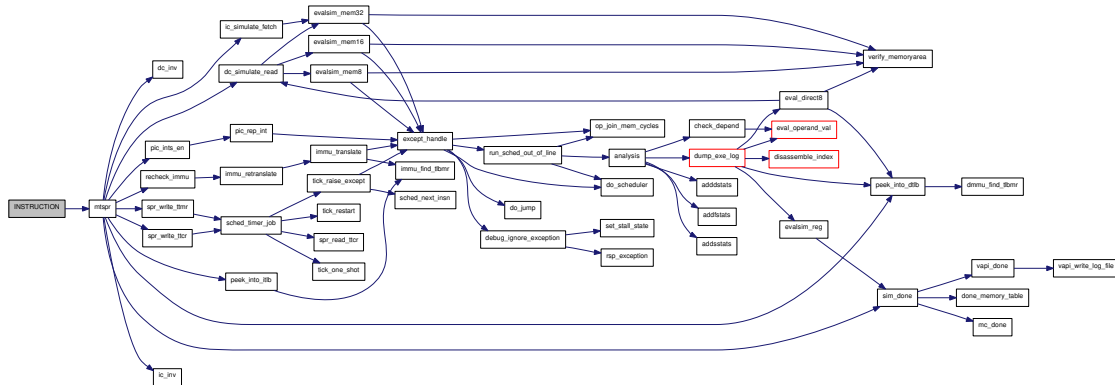 INSTRUCTION
mtspr
dc_inv
ic_simulate_fetch
dc_simulate_read
pic_ints_en
recheck_immu
spr_write_ttmr
spr_write_ttcr
ic_inv
pic_rep_int
immu_retranslate
sched_timer_job
peek_into_itlb
evalsim_mem32
evalsim_mem16
evalsim_mem8
immu_translate
tick_raise_except
tick_restart
spr_read_ttcr
tick_one_shot
except_handle
immu_find_tlbmr
sched_next_insn
run_sched_out_of_line
do_jump
debug_ignore_exception
op_join_mem_cycles
analysis
do_scheduler
set_stall_state
rsp_exception
check_depend
dump_exe_log
adddstats
addfstats
addsstats
eval_direct8
eval_operand_val
disassemble_index
evalsim_reg
verify_memoryarea
peek_into_dtlb
sim_done
dmmu_find_tlbmr
vapi_done
done_memory_table
mc_done
vapi_write_log_file